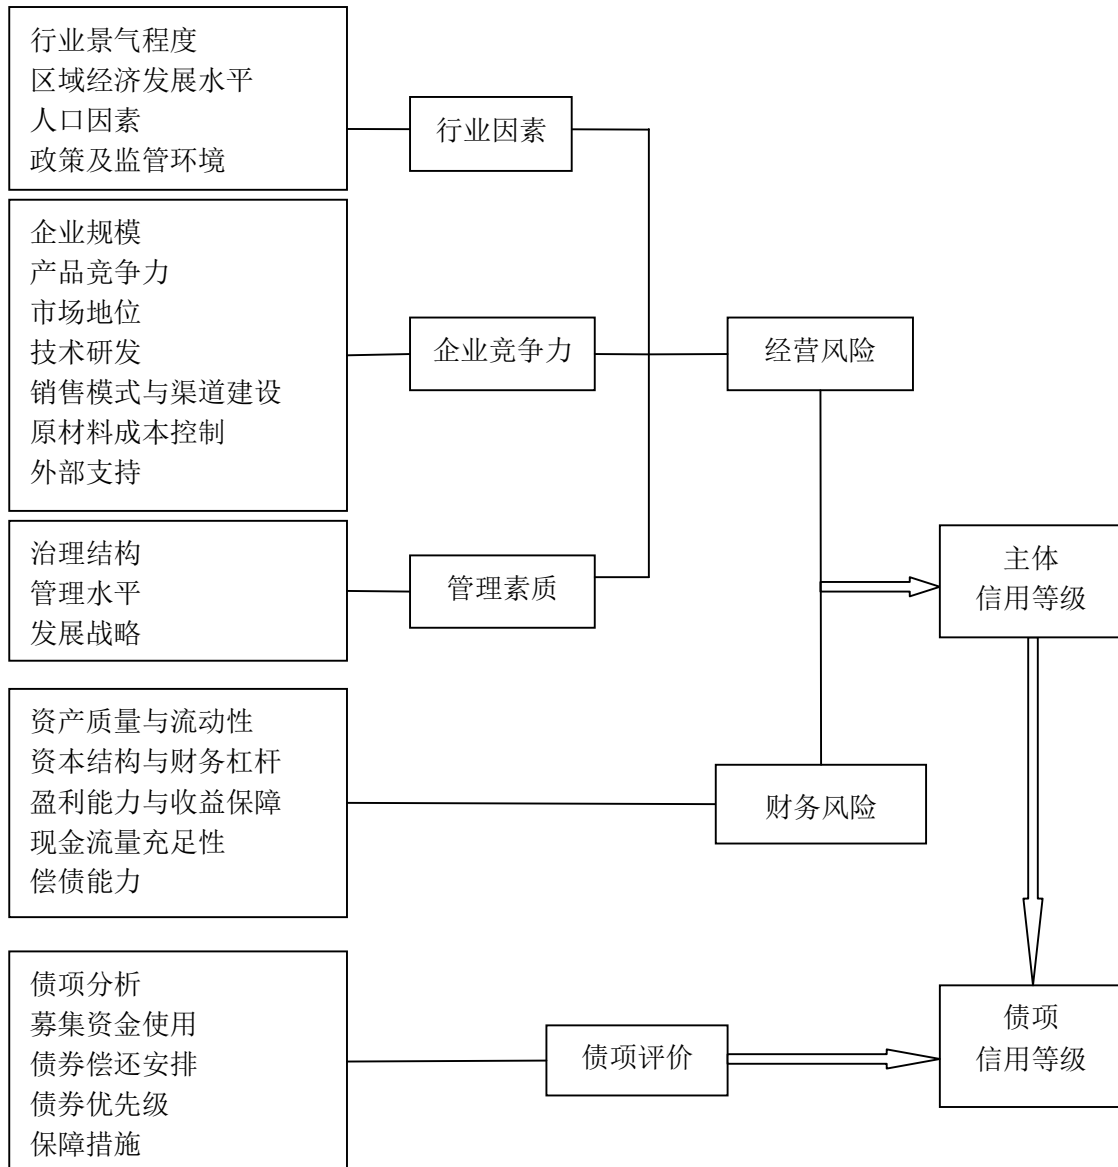 行业景气程度
区域经济发展水平
人口因素
政策及监管环境
行业因素
企业规模
产品竞争力
市场地位
技术研发
销售模式与渠道建设
原材料成本控制
外部支持
企业竞争力
经营风险
治理结构
管理水平
发展战略
管理素质
主体
信用等级
资产质量与流动性
资本结构与财务杠杆
盈利能力与收益保障
现金流量充足性
偿债能力
财务风险
债项分析
募集资金使用
债券偿还安排
债券优先级
保障措施
债项评价
债项
信用等级